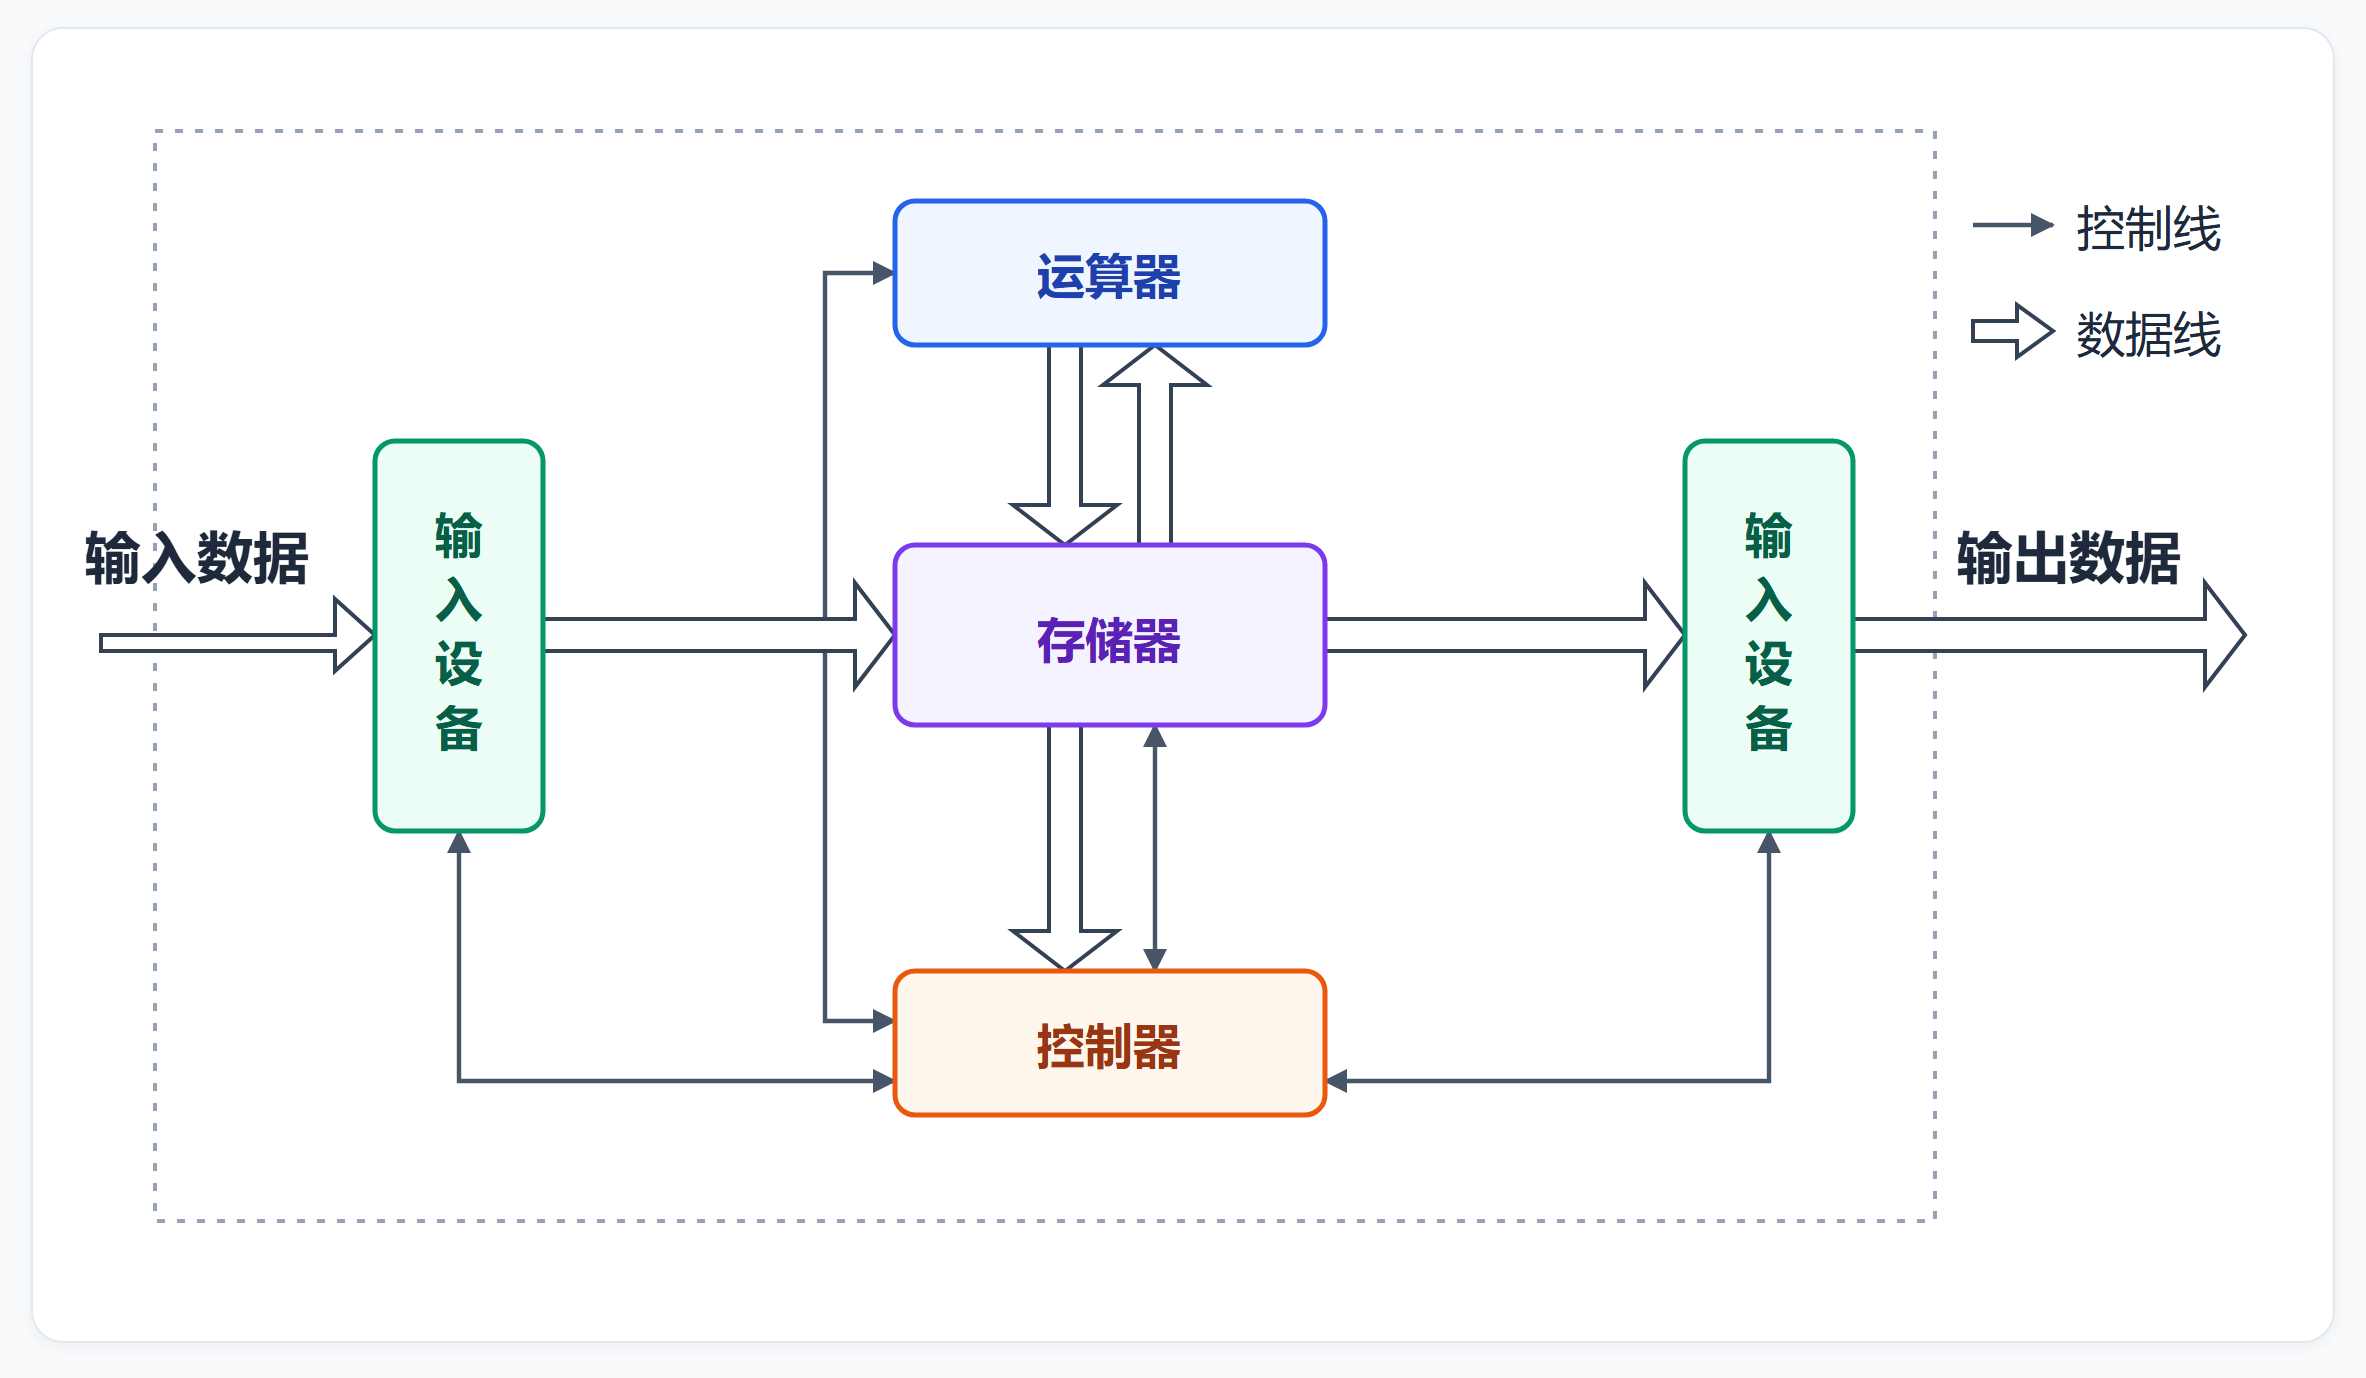 控制线
运算器
数据线
输入数据
输
入
设
备
存储器
输
入
设
备
输出数据
控制器